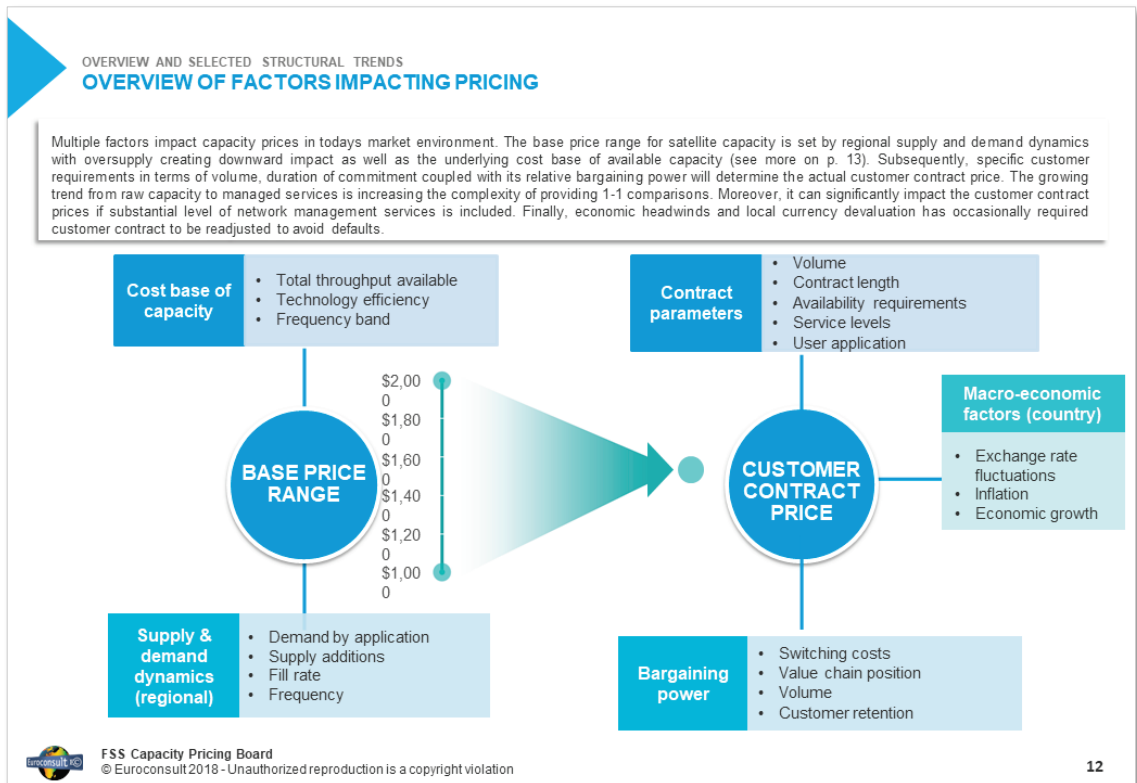 OVERVIEW AND SELECTED STRUCTURAL TRENDS
OVERVIEW OF FACTORS IMPACTING PRICING
Multiple factors impact capacity prices in todays market environment. The base price range for satellite capacity is set by regional supply and demand dynamics
with oversupply creating downward impact as well as the underlying cost base of available capacity (see more on p. 13). Subsequently, specific customer
requirements in terms of volume, duration of commitment coupled with its relative bargaining power will determine the actual customer contract price. The growing
trend from raw capacity to managed services is increasing the complexity of providing 1-1 comparisons. Moreover, it can significantly impact the customer contract
prices if substantial level of network management services is included. Finally, economic headwinds and local currency devaluation has occasionally required
customer contract to be readjusted to avoid defaults.
Cost base of
capacity
• Total throughput available
• Technology efficiency
• Frequency band
Contract
parameters
• Volume
• Contract length
• Availability requirements
• Service levels
• User application
BASE PRICE
RANGE
$2,00
0
$1,80
0
$1,60
0
$1,40
0
$1,20
0
$1,00
0
CUSTOMER
CONTRACT
PRICE
Macro-economic
factors (country)
• Exchange rate
fluctuations
• Inflation
• Economic growth
Supply &
demand
dynamics
(regional)
• Demand by application
• Supply additions
• Fill rate
• Frequency
Bargaining
power
• Switching costs
• Value chain position
• Volume
• Customer retention
Euroconsult
FSS Capacity Pricing Board
© Euroconsult 2018 - Unauthorized reproduction is a copyright violation
12